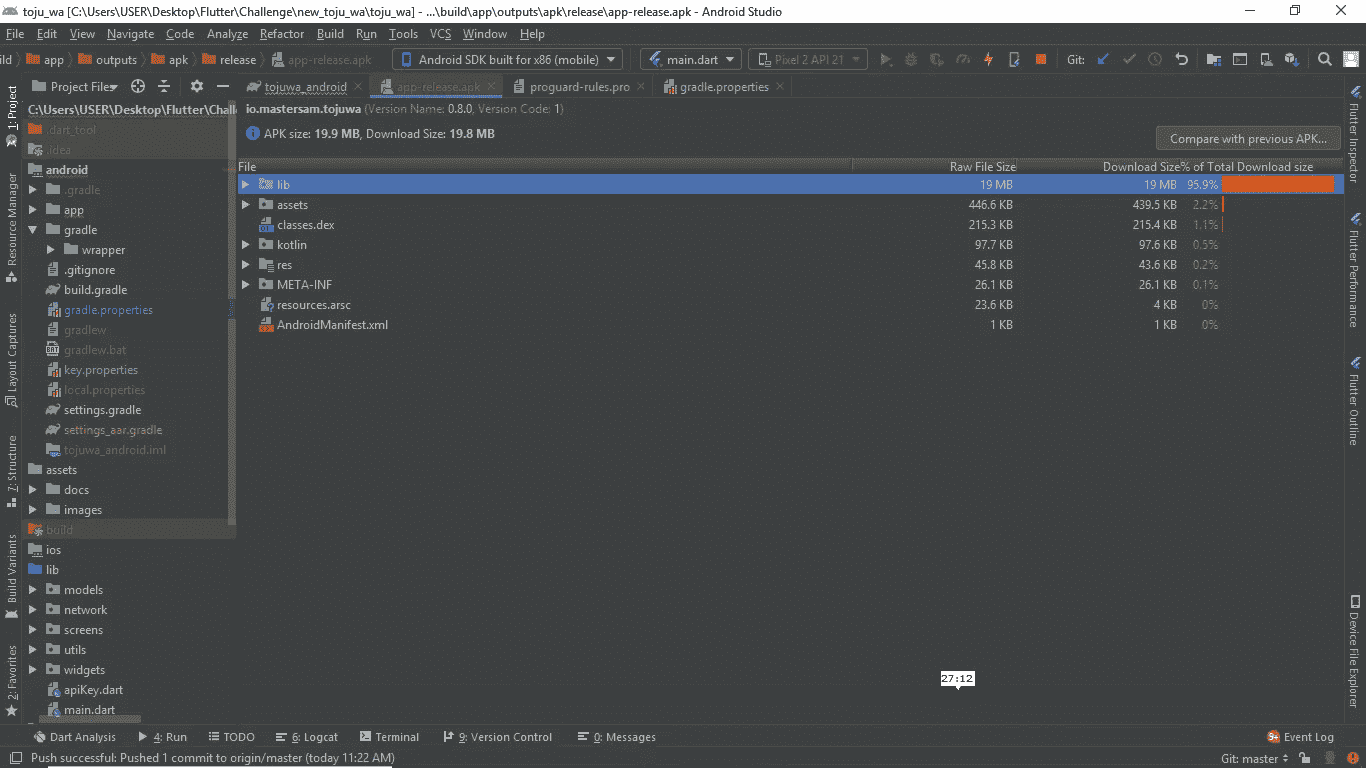 toju_wa [C:\Users\USER\Desktop\Flutter\Challenge\new_toju_wa\toju_wa] - ...\build\app\outputs\apk\release\app-release.apk - Android Studio
File Edit View Navigate Code Analyze Refactor Build Run Tools VCS Window Help
ild app outputs apk release app-release.apk Android SDK built for x86 (mobile) main.dart Pixel 2 API 21 Git:
Project Files tojuwa_android app-release.apk proguard-rules.pro gradle.properties
C:\Users\USER\Desktop\Flutter\Chall
io.mastersam.tojuwa (Version Name: 0.8.0, Version Code: 1)
APK size: 19.9 MB, Download Size: 19.8 MB
Compare with previous APK...
File Raw File Size Download Size % of Total Download size
lib 19 MB 19 MB 95.9%
assets 446.6 KB 439.5 KB 2.2%
classes.dex 215.3 KB 215.4 KB 1.1%
kotlin 97.7 KB 97.6 KB 0.5%
res 45.8 KB 43.6 KB 0.2%
META-INF 26.1 KB 26.1 KB 0.1%
resources.arsc 23.6 KB 4 KB 0%
AndroidManifest.xml 1 KB 1 KB 0%
.dart_tool
.idea
android
.gradle
app
gradle
wrapper
.gitignore
build.gradle
gradle.properties
gradlew
gradlew.bat
key.properties
local.properties
settings.gradle
settings_aar.gradle
tojuwa_android.iml
assets
docs
images
build
ios
lib
models
network
screens
utils
widgets
apiKey.dart
main.dart
1: Project
Resource Manager
Layout Captures
7: Structure
Build Variants
2: Favorites
Flutter Inspector
Flutter Performance
Flutter Outline
Device File Explorer
27:12
Dart Analysis 4: Run TODO 6: Logcat Terminal 9: Version Control 0: Messages Event Log
Push successful: Pushed 1 commit to origin/master (today 11:22 AM) Git: master